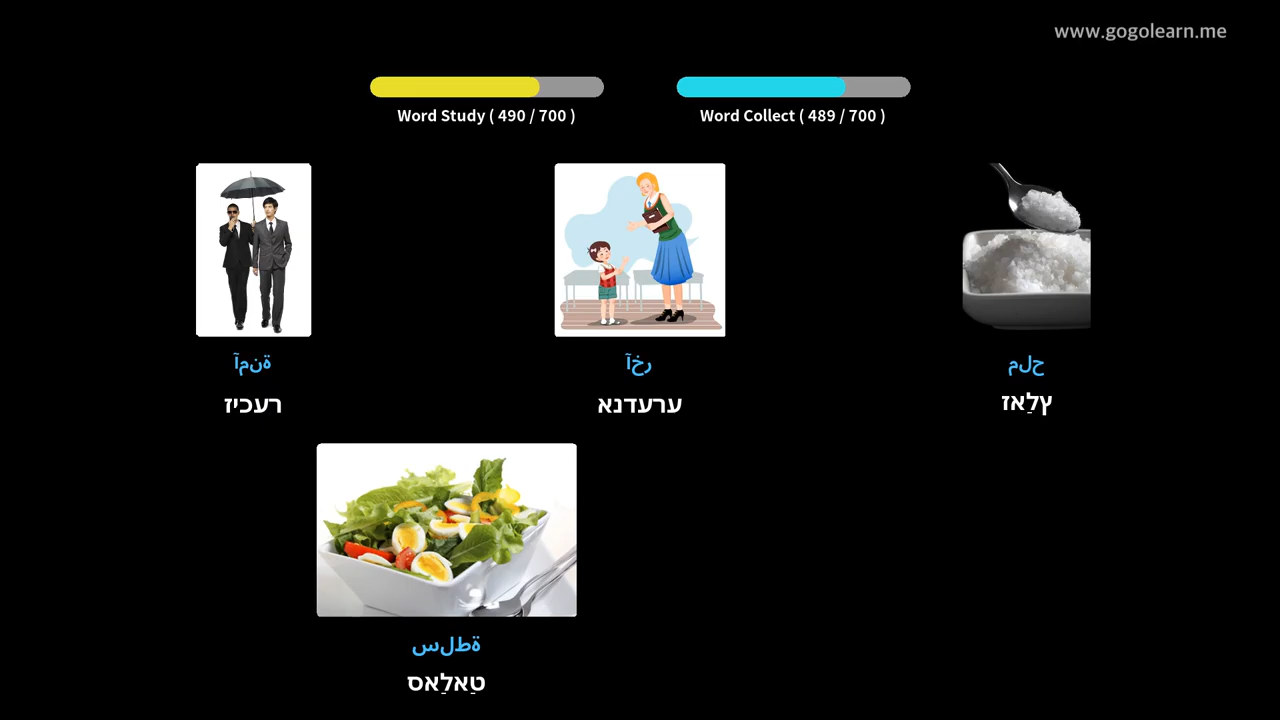 www.gogolearn.me
Word Study ( 490 / 700 )
Word Collect ( 489 / 700 )
ةنمآ
רעכיז
رخآ
ערעדנא
حلم
ץלַאז
ةطلس
טַאלַאס